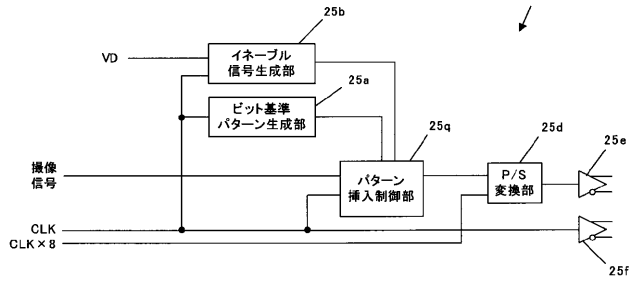 25b
VD
イネーブル
信号生成部
25a
ビット基準
パターン生成部
25q
25d
25e
撮像
信号
パターン
挿入制御部
P/S
変換部
CLK
CLK×8
25f